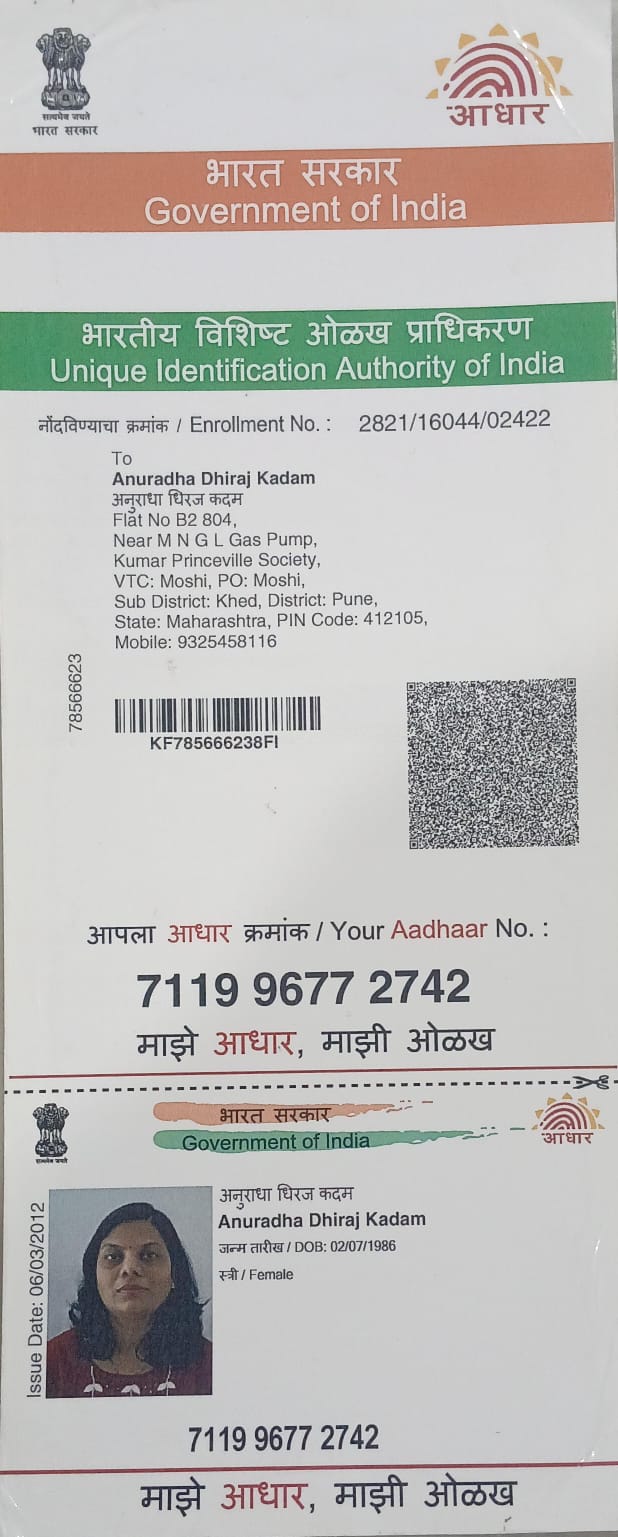 सत्यमेव जयते
भारत सरकार
आधार
भारत सरकार
Government of India
भारतीय विशिष्ट ओळख प्राधिकरण
Unique Identification Authority of India
नोंदविण्याचा क्रमांक / Enrollment No. : 2821/16044/02422
To
Anuradha Dhiraj Kadam
अनुराधा धिरज कदम
Flat No B2 804,
Near M N G L Gas Pump,
Kumar Princeville Society,
VTC: Moshi, PO: Moshi,
Sub District: Khed, District: Pune,
State: Maharashtra, PIN Code: 412105,
Mobile: 9325458116
78566623
KF785666238FI
आपला आधार क्रमांक / Your Aadhaar No. :
7119 9677 2742
माझे आधार, माझी ओळख
सत्यमेव जयते
भारत सरकार
Government of India
आधार
Issue Date: 06/03/2012
अनुराधा धिरज कदम
Anuradha Dhiraj Kadam
जन्म तारीख / DOB: 02/07/1986
स्त्री / Female
7119 9677 2742
माझे आधार, माझी ओळख